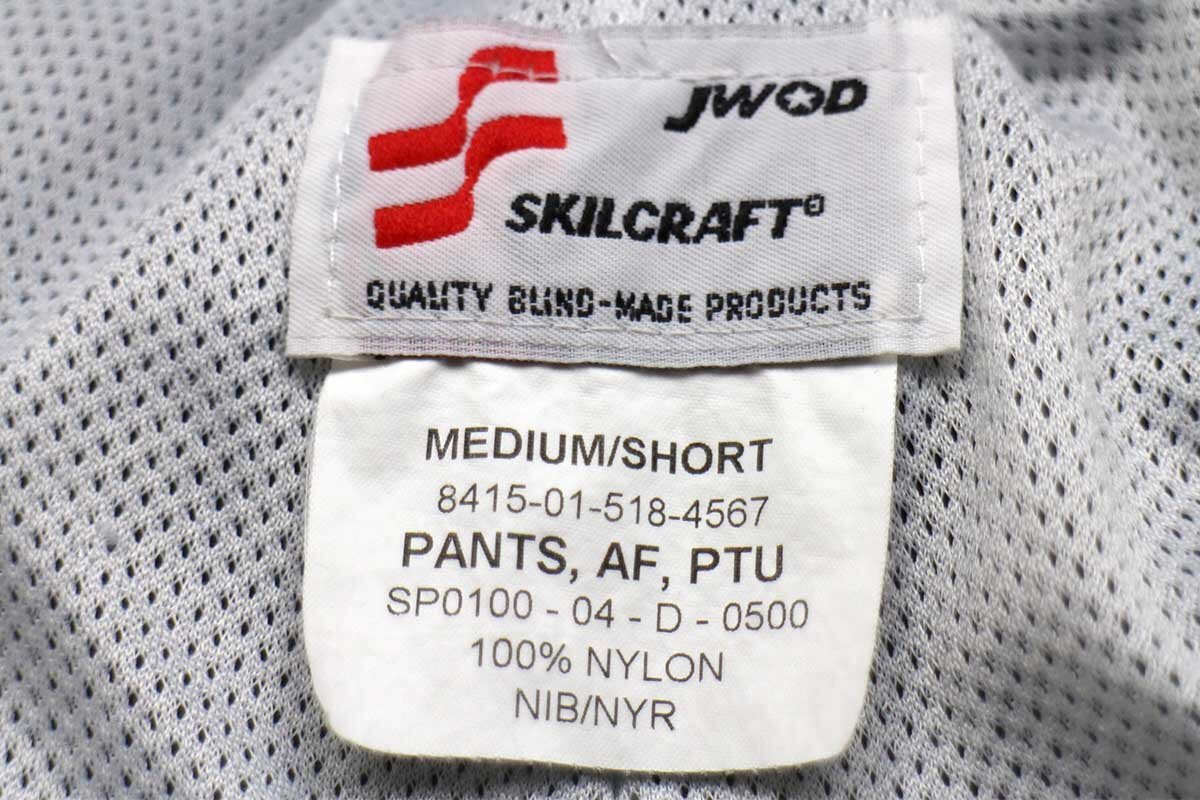 JWOD
SKILCRAFT®
QUALITY BLIND-MADE PRODUCTS
MEDIUM/SHORT
8415-01-518-4567
PANTS, AF, PTU
SP0100 - 04 - D - 0500
100% NYLON
NIB/NYR